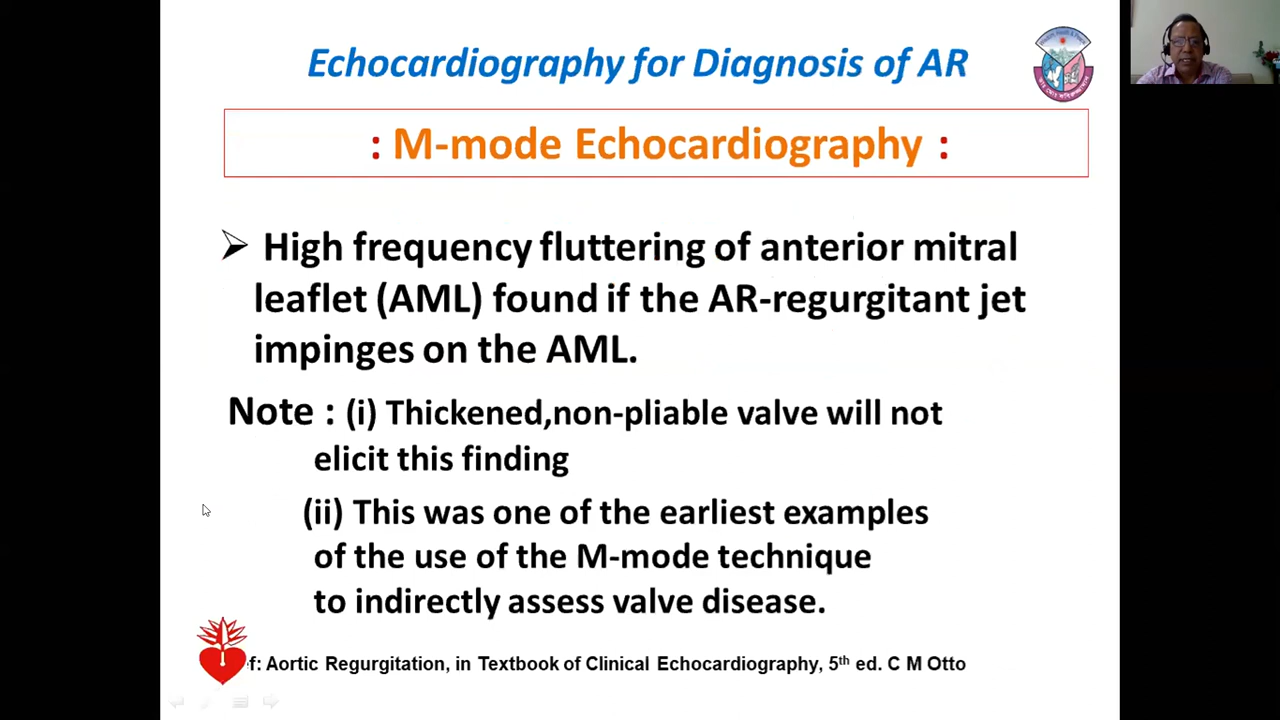 Echocardiography for Diagnosis of AR
: M-mode Echocardiography :
➢ High frequency fluttering of anterior mitral
leaflet (AML) found if the AR-regurgitant jet
impinges on the AML.
Note : (i) Thickened,non-pliable valve will not
elicit this finding
(ii) This was one of the earliest examples
of the use of the M-mode technique
to indirectly assess valve disease.
f: Aortic Regurgitation, in Textbook of Clinical Echocardiography, 5th ed. C M Otto